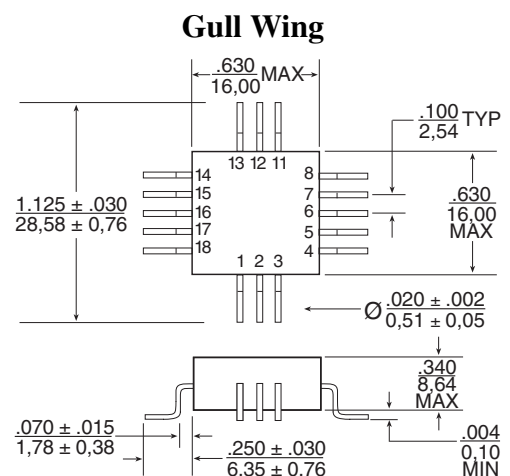 Gull Wing
.630
16,00 MAX
.100
2,54 TYP
13 12 11
14
15
16
17
18
8
7
6
5
4
1 2 3
1.125 ± .030
28,58 ± 0,76
.630
16.00
MAX
Ø .020 ± .002
0,51 ± 0,05
.340
8,64
MAX
.070 ± .015
1,78 ± 0,38
.250 ± .030
6.35 ± 0.76
.004
0,10
MIN